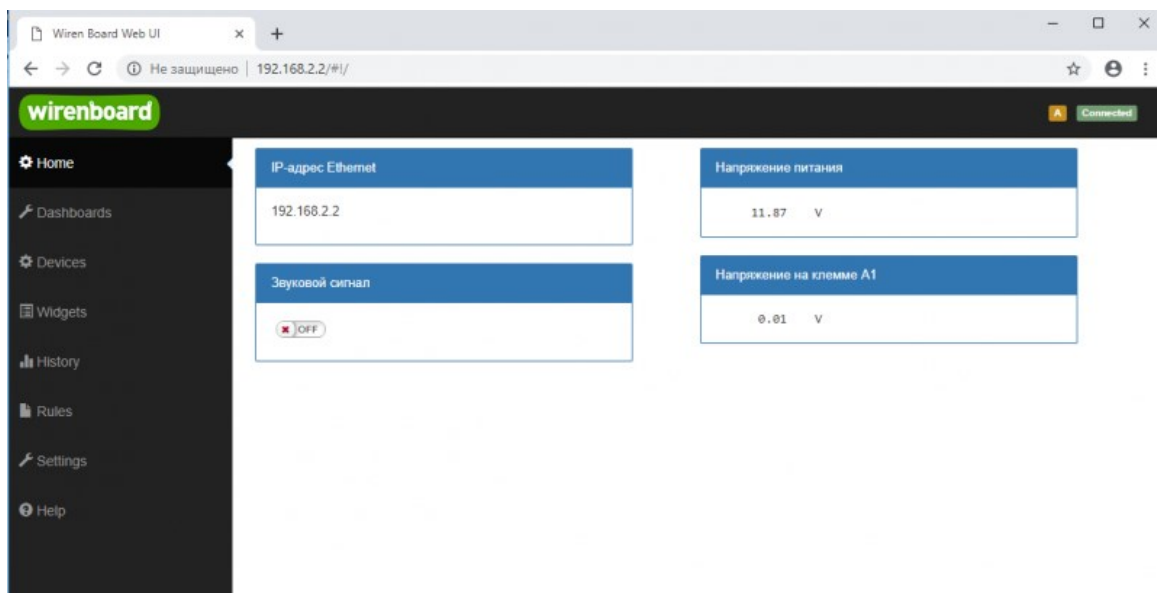 Wiren Board Web UI
Не защищено 192.168.2.2/#!/
wirenboard
A Connected
Home
Dashboards
Devices
Widgets
History
Rules
Settings
Help
IP-адрес Ethernet
192.168.2.2
Звуковой сигнал
OFF
Напряжение питания
11.87 V
Напряжение на клемме A1
0.01 V